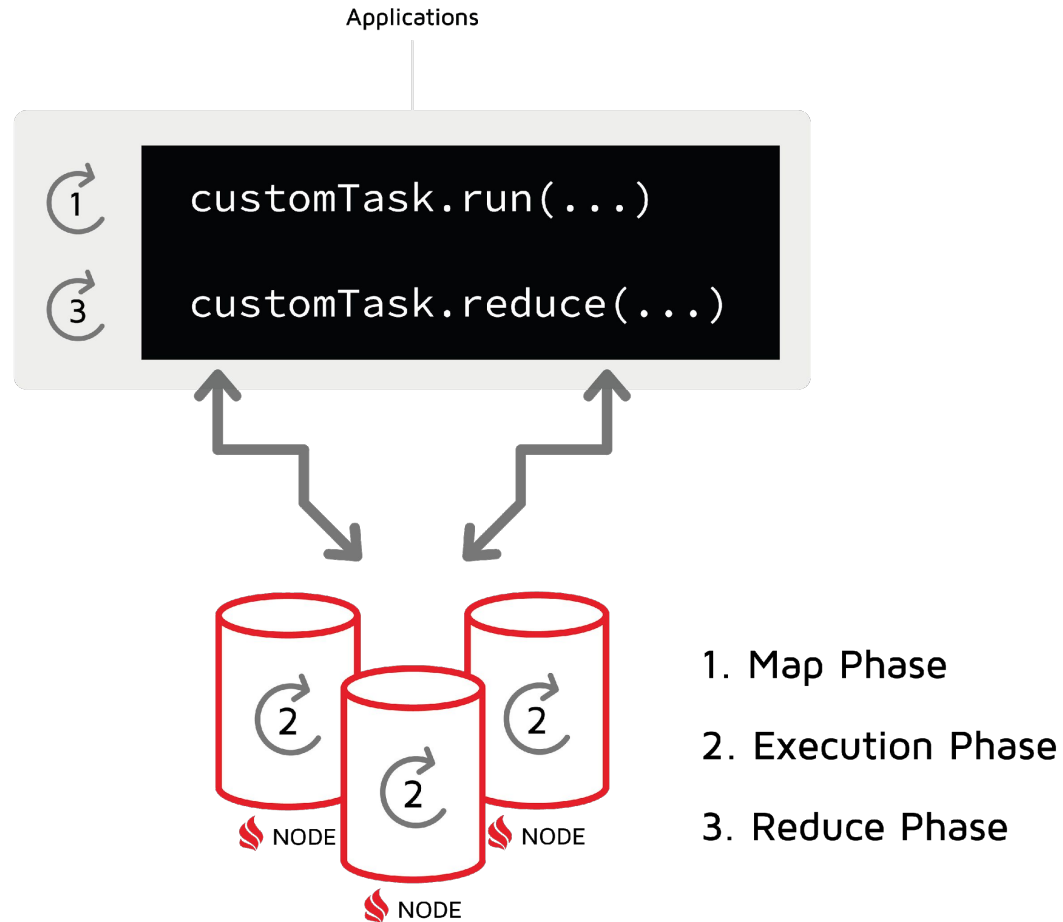 Applications
1
customTask.run(...)
3
customTask.reduce(...)
2
2
2
NODE
NODE
NODE
1. Map Phase
2. Execution Phase
3. Reduce Phase